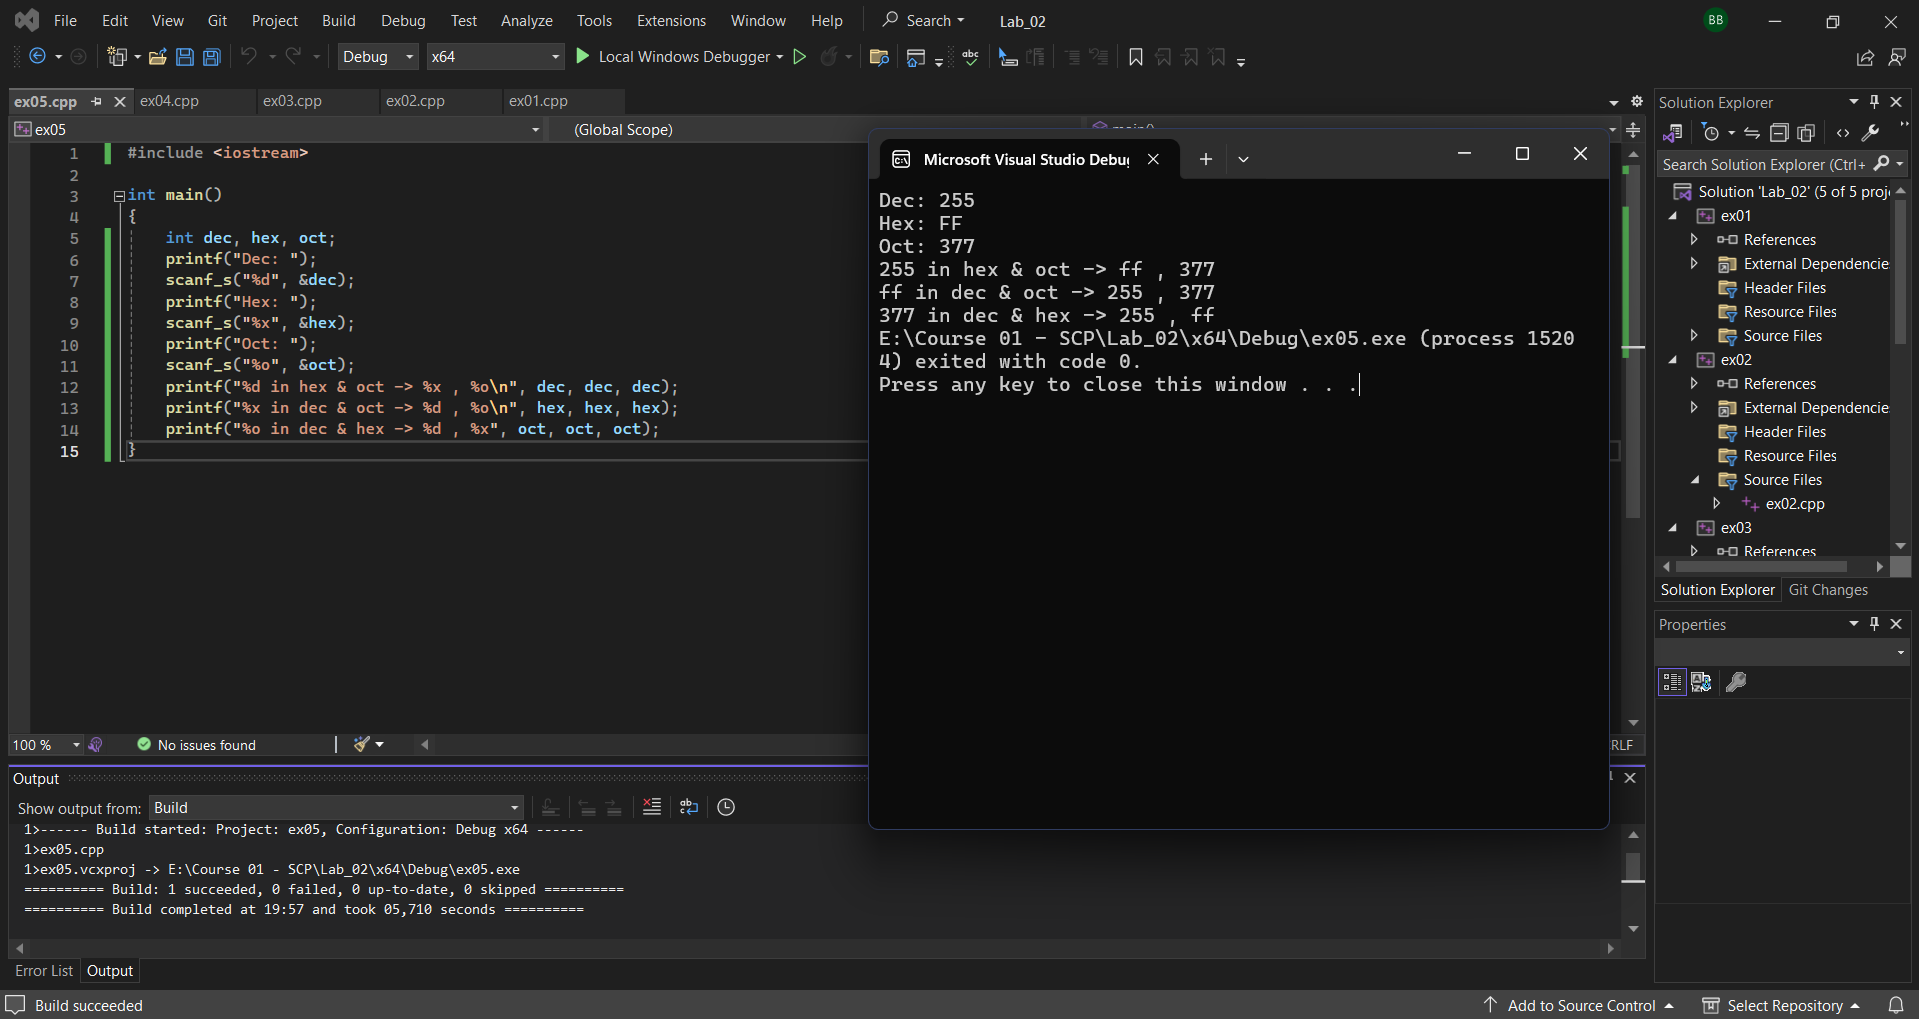 File Edit View Git Project Build Debug Test Analyze Tools Extensions Window Help Search Lab_02 BB
Debug x64 Local Windows Debugger
ex05.cpp ex04.cpp ex03.cpp ex02.cpp ex01.cpp
ex05 (Global Scope)
1 #include <iostream>
2
3 int main()
4 {
5 int dec, hex, oct;
6 printf("Dec: ");
7 scanf_s("%d", &dec);
8 printf("Hex: ");
9 scanf_s("%x", &hex);
10 printf("Oct: ");
11 scanf_s("%o", &oct);
12 printf("%d in hex & oct -> %x , %o\n", dec, dec, dec);
13 printf("%x in dec & oct -> %d , %o\n", hex, hex, hex);
14 printf("%o in dec & hex -> %d , %x", oct, oct, oct);
15 }
Microsoft Visual Studio Debu
Dec: 255
Hex: FF
Oct: 377
255 in hex & oct -> ff , 377
ff in dec & oct -> 255 , 377
377 in dec & hex -> 255 , ff
E:\Course 01 - SCP\Lab_02\x64\Debug\ex05.exe (process 1520
4) exited with code 0.
Press any key to close this window . . .
100 % No issues found RLF
Output
Show output from: Build
1>------ Build started: Project: ex05, Configuration: Debug x64 ------
1>ex05.cpp
1>ex05.vcxproj -> E:\Course 01 - SCP\Lab_02\x64\Debug\ex05.exe
========== Build: 1 succeeded, 0 failed, 0 up-to-date, 0 skipped ==========
========== Build completed at 19:57 and took 05,710 seconds ==========
Error List Output
Solution Explorer
Search Solution Explorer (Ctrl+
Solution 'Lab_02' (5 of 5 proj
ex01
References
External Dependencie
Header Files
Resource Files
Source Files
ex02
References
External Dependencie
Header Files
Resource Files
Source Files
ex02.cpp
ex03
References
Solution Explorer Git Changes
Properties
Build succeeded Add to Source Control Select Repository